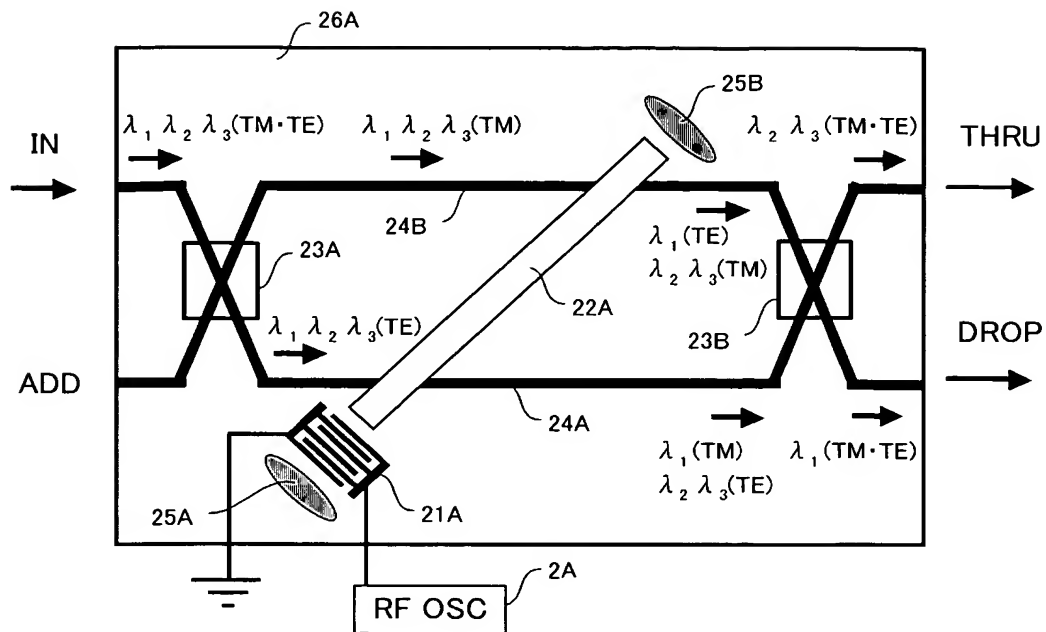 26A
25B
IN
λ₁ λ₂ λ₃(TM・TE)
λ₁ λ₂ λ₃(TM)
λ₂ λ₃(TM・TE)
THRU
24B
23A
λ₁(TE)
λ₂ λ₃(TM)
22A
23B
λ₁ λ₂ λ₃(TE)
DROP
ADD
24A
λ₁(TM)
λ₂ λ₃(TE)
λ₁(TM・TE)
25A
21A
2A
RF OSC